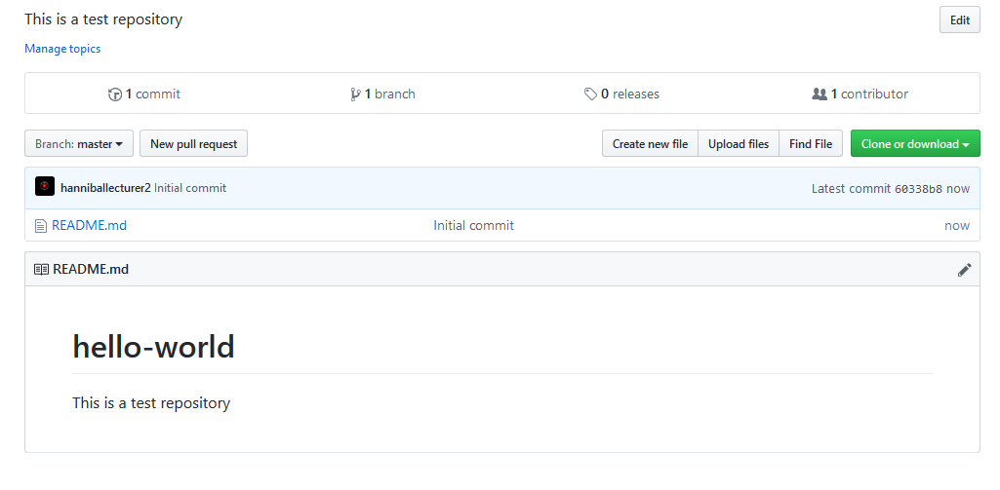 This is a test repository Edit
Manage topics
1 commit 1 branch 0 releases 1 contributor
Branch: master New pull request Create new file Upload files Find File Clone or download
hanniballecturer2 Initial commit Latest commit 60338b8 now
README.md Initial commit now
README.md
hello-world
This is a test repository